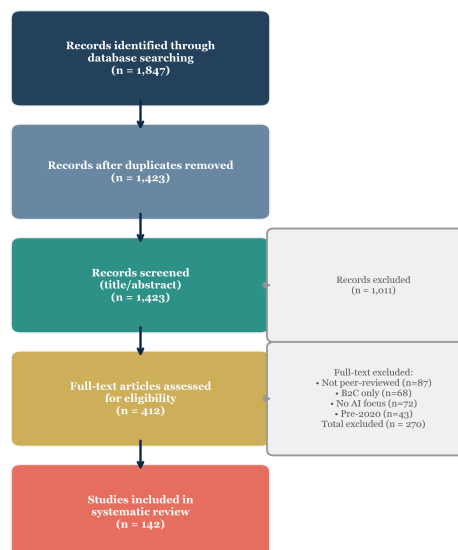 Records identified through
database searching
(n = 1,847)
Records after duplicates removed
(n = 1,423)
Records screened
(title/abstract)
(n = 1,423)
Records excluded
(n = 1,011)
Full-text articles assessed
for eligibility
(n = 412)
Full-text excluded:
• Not peer-reviewed (n=87)
• B2C only (n=68)
• No AI focus (n=72)
• Pre-2020 (n=43)
Total excluded (n = 270)
Studies included in
systematic review
(n = 142)